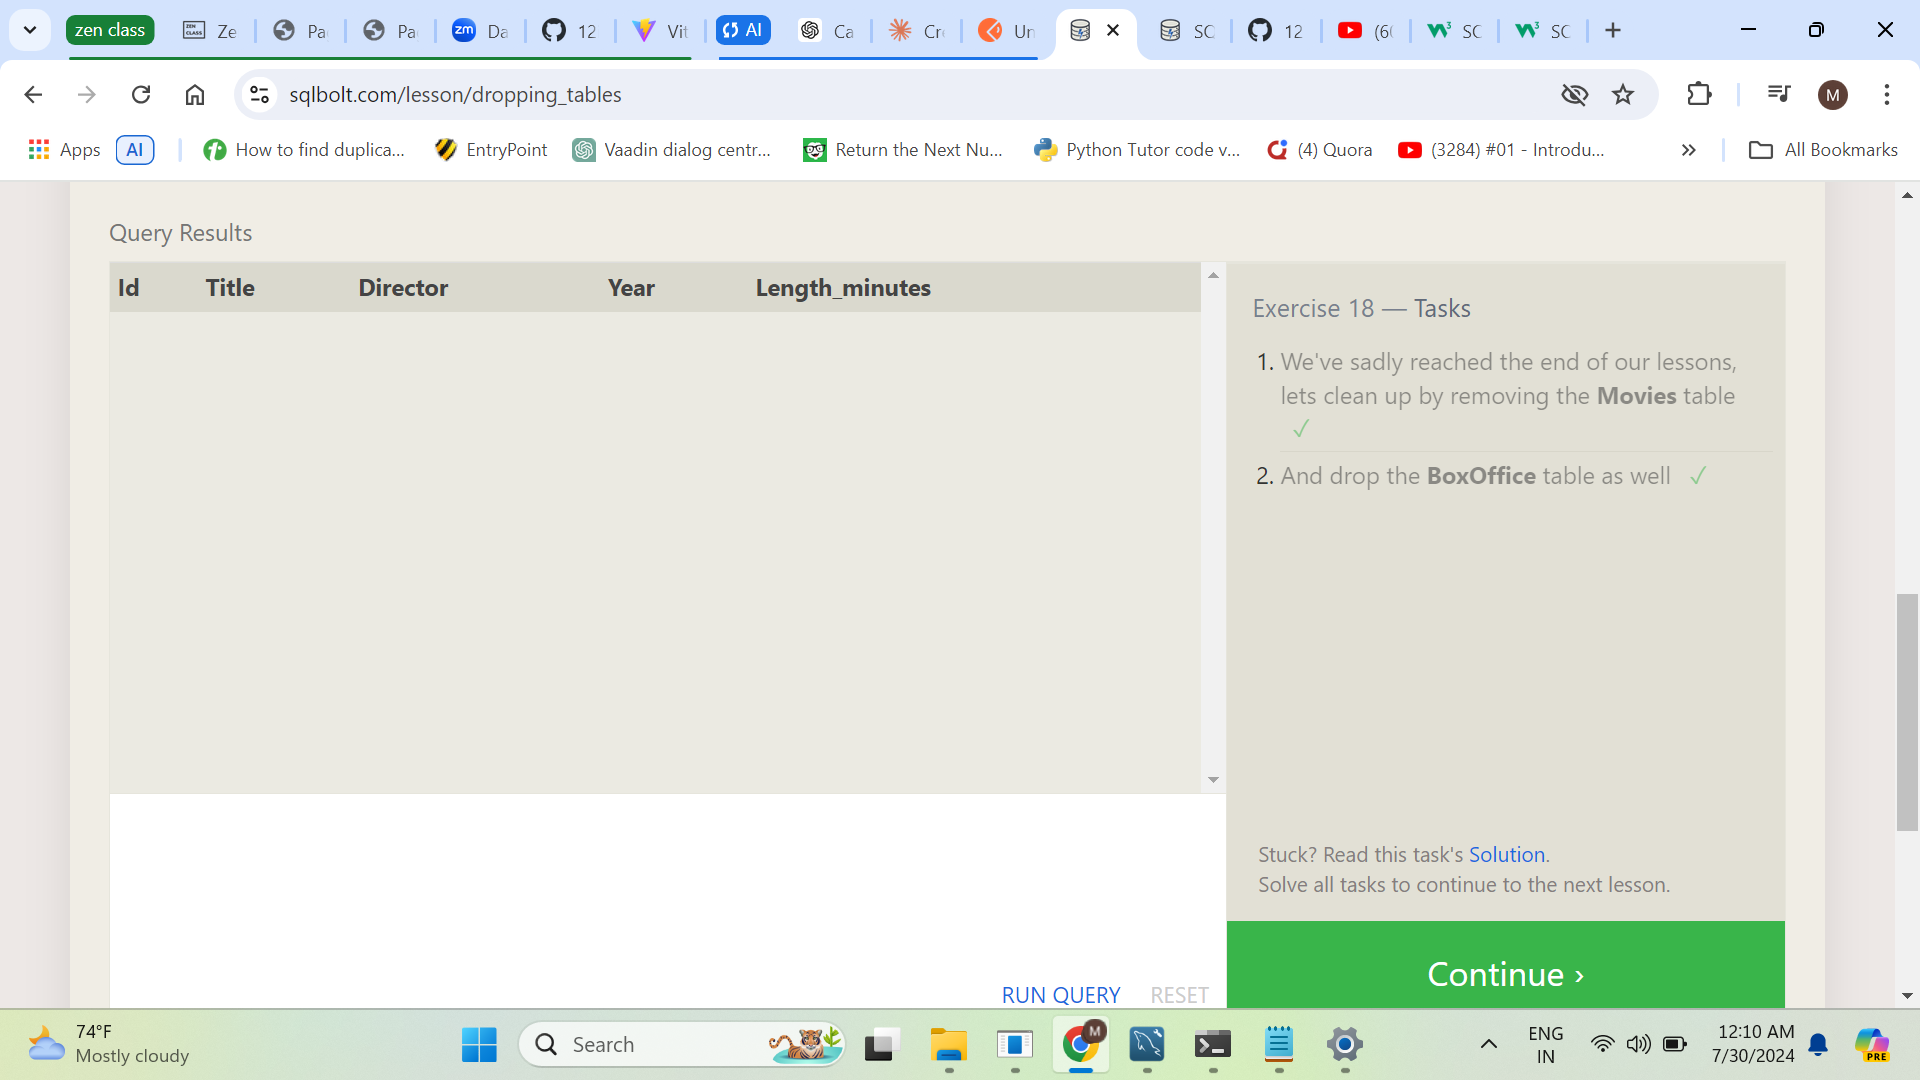 zen class
Ze
Pa
Pa
Da
12
Vit
AI
Ca
Cr
Un
SC
12
(60
SC
SC
sqlbolt.com/lesson/dropping_tables
M
Apps
AI
How to find duplica...
EntryPoint
Vaadin dialog centr...
Return the Next Nu...
Python Tutor code v...
(4) Quora
(3284) #01 - Introdu...
All Bookmarks
Query Results
Id Title Director Year Length_minutes
Exercise 18 — Tasks
1. We've sadly reached the end of our lessons,
lets clean up by removing the Movies table
✓
2. And drop the BoxOffice table as well ✓
Stuck? Read this task's Solution.
Solve all tasks to continue to the next lesson.
RUN QUERY RESET
Continue ›
74°F
Mostly cloudy
Search
M
ENG
IN
12:10 AM
7/30/2024
PRE